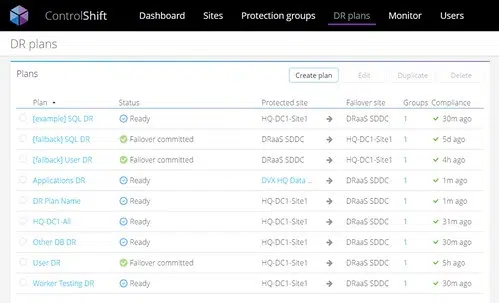 ControlShift Dashboard Sites Protection groups DR plans Monitor Users
DR plans
Plans Create plan Edit Duplicate Delete
Plan Status Protected site Failover site Groups Compliance
[example] SQL DR Ready HQ-DC1-Site1 DRaaS SDDC 1 30m ago
[failback] SQL DR Failover committed DRaaS SDDC HQ-DC1-Site1 1 5d ago
[failback] User DR Failover committed DRaaS SDDC HQ-DC1-Site1 1 4h ago
Applications DR Ready DVX HQ Data ... DRaaS SDDC 1 1m ago
DR Plan Name Ready HQ-DC1-Site1 DRaaS SDDC 1 1m ago
HQ-DC1-All Ready HQ-DC1-Site1 DRaaS SDDC 1 31m ago
Other DB DR Ready HQ-DC1-Site1 DRaaS SDDC 1 30m ago
User DR Failover committed HQ-DC1-Site1 DRaaS SDDC 1 5h ago
Worker Testing DR Ready HQ-DC1-Site1 DRaaS SDDC 1 30m ago